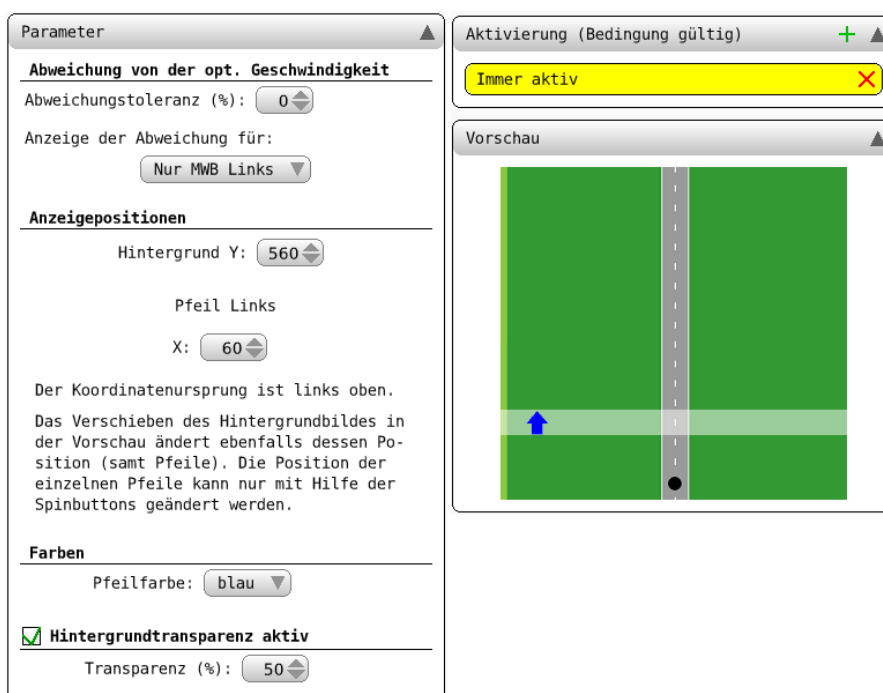 Parameter
Abweichung von der opt. Geschwindigkeit
Abweichungstoleranz (%): 0
Anzeige der Abweichung für:
Nur MWB Links
Anzeigepositionen
Hintergrund Y: 560
Pfeil Links
X: 60
Der Koordinatenursprung ist links oben.
Das Verschieben des Hintergrundbildes in
der Vorschau ändert ebenfalls dessen Po-
sition (samt Pfeile). Die Position der
einzelnen Pfeile kann nur mit Hilfe der
Spinbuttons geändert werden.
Farben
Pfeilfarbe: blau
Hintergrundtransparenz aktiv
Transparenz (%): 50
Aktivierung (Bedingung gültig)
Immer aktiv
Vorschau